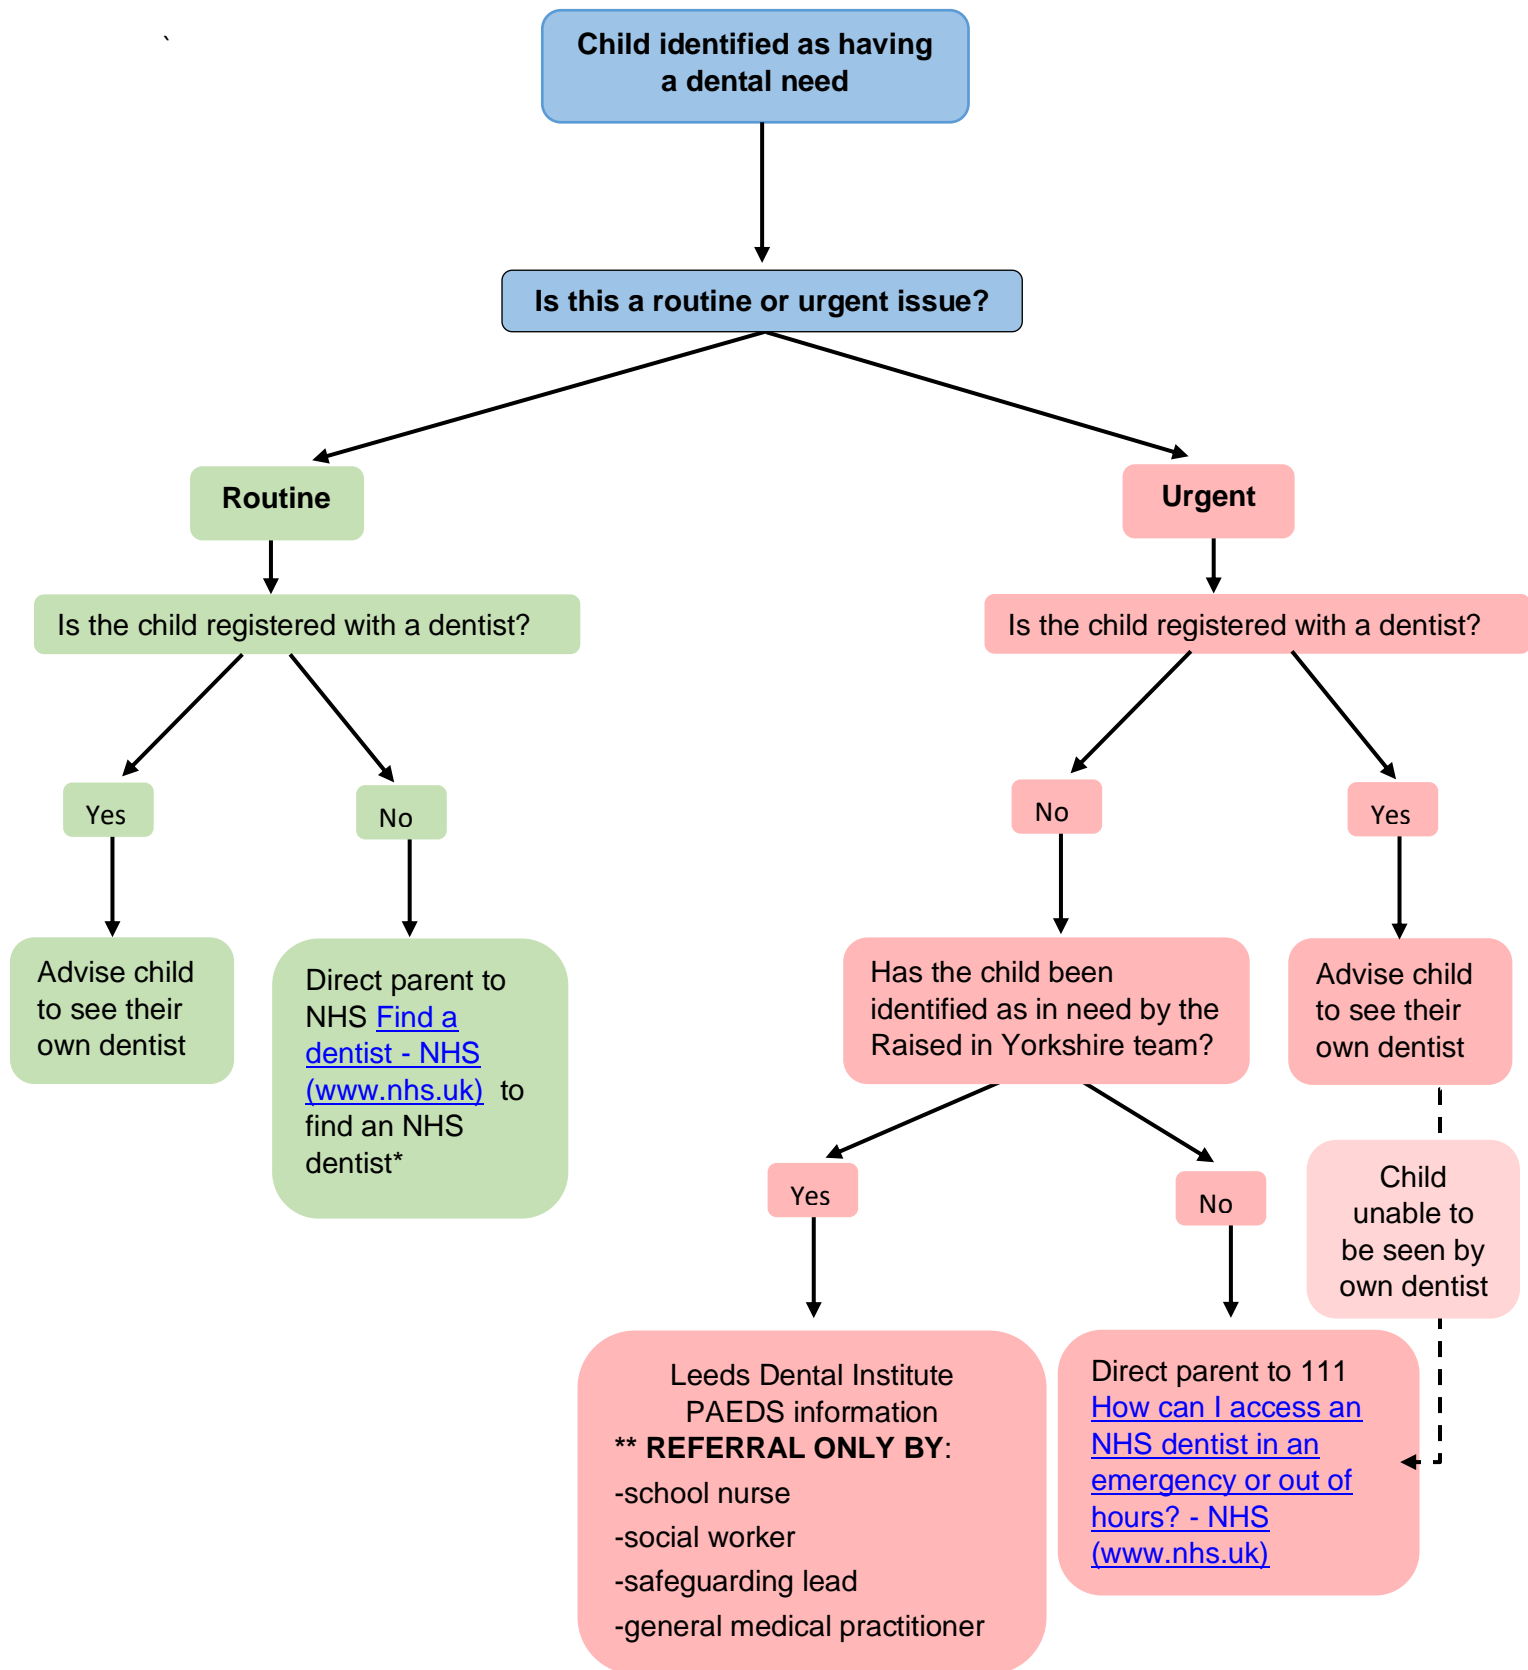 `
Child identified as having
a dental need
Is this a routine or urgent issue?
Routine
Urgent
Is the child registered with a dentist?
Is the child registered with a dentist?
Yes
No
No
Yes
Advise child
to see their
own dentist
Direct parent to
NHS Find a
dentist - NHS
(www.nhs.uk) to
find an NHS
dentist*
Has the child been
identified as in need by the
Raised in Yorkshire team?
Advise child
to see their
own dentist
Yes
No
Child
unable to
be seen by
own dentist
Leeds Dental Institute
PAEDS information
** REFERRAL ONLY BY:
-school nurse
-social worker
-safeguarding lead
-general medical practitioner
Direct parent to 111
How can I access an
NHS dentist in an
emergency or out of
hours? - NHS
(www.nhs.uk)